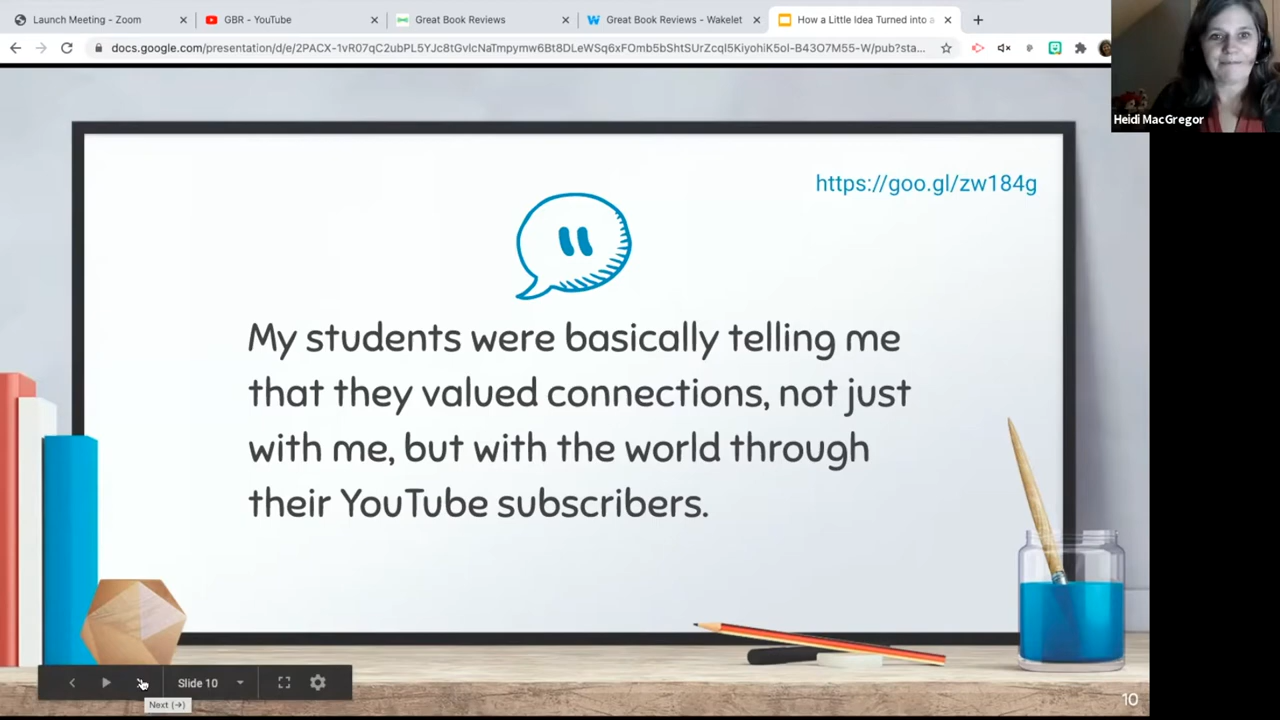 Launch Meeting - Zoom
GBR - YouTube
Great Book Reviews
Great Book Reviews - Wakelet
How a Little Idea Turned into a
docs.google.com/presentation/d/e/2PACX-1vR07qC2ubPL5YJc8tGvlcNaTmpymw6Bt8DLeWSq6xFOmb5bShtSUrZcqI5KiyohiK5ol-B43O7M55-W/pub?sta...
Heidi MacGregor
https://goo.gl/zw184g
"
My students were basically telling me
that they valued connections, not just
with me, but with the world through
their YouTube subscribers.
Slide 10
Next (→)
10